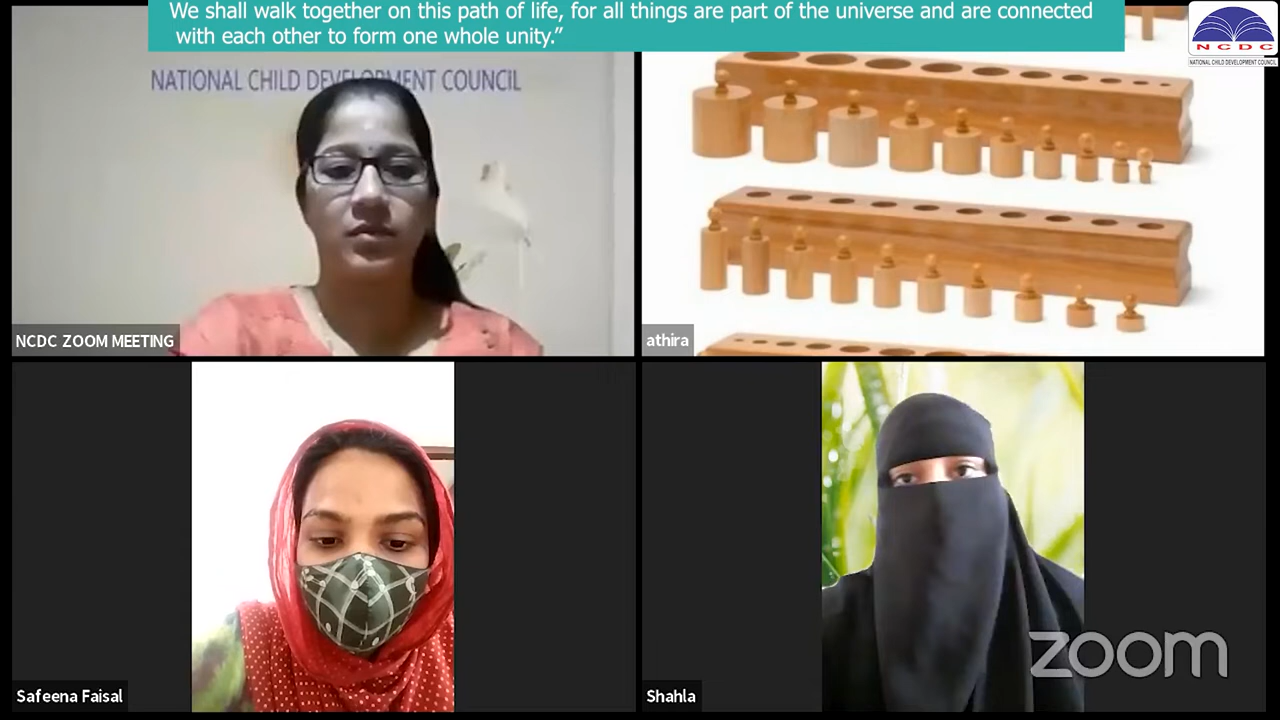 We shall walk together on this path of life, for all things are part of the universe and are connected
with each other to form one whole unity.”
NCDC
NATIONAL CHILD DEVELOPMENT COUNCIL
NATIONAL CHILD DEVELOPMENT COUNCIL
NCDC ZOOM MEETING
athira
Safeena Faisal
Shahla
zoom